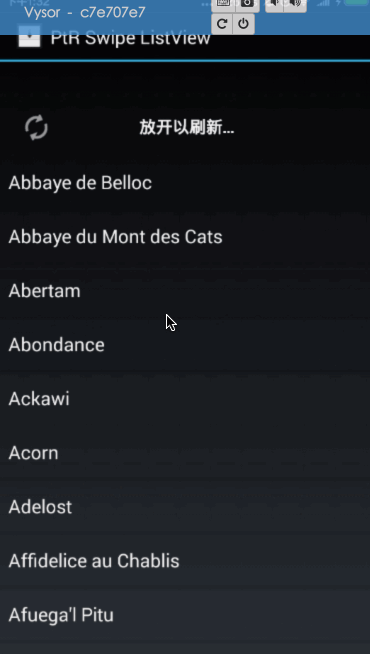 Vysor - c7e707e7
PtR Swipe ListView
放开以刷新...
Abbaye de Belloc
Abbaye du Mont des Cats
Abertam
Abondance
Ackawi
Acorn
Adelost
Affidelice au Chablis
Afuega'l Pitu